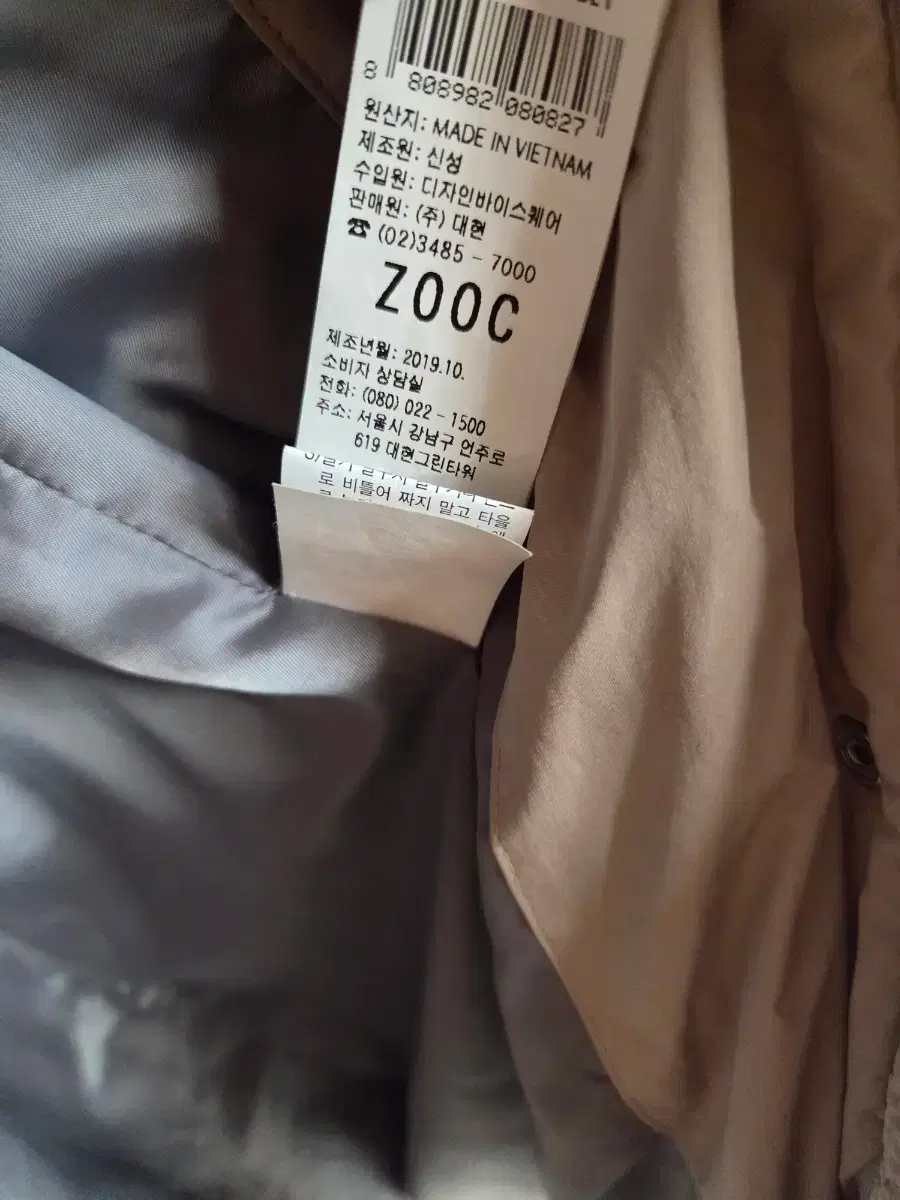 8 808982 080827
원산지: MADE IN VIETNAM
제조원: 신성
수입원: 디자인바이스퀘어
판매원: (주) 대현
☎ (02)3485 - 7000
ZOOC
제조년월: 2019.10.
소비자 상담실
전화: (080) 022 - 1500
주소: 서울시 강남구 언주로
619 대현그린타워
로 비틀어 짜지 말고 타올